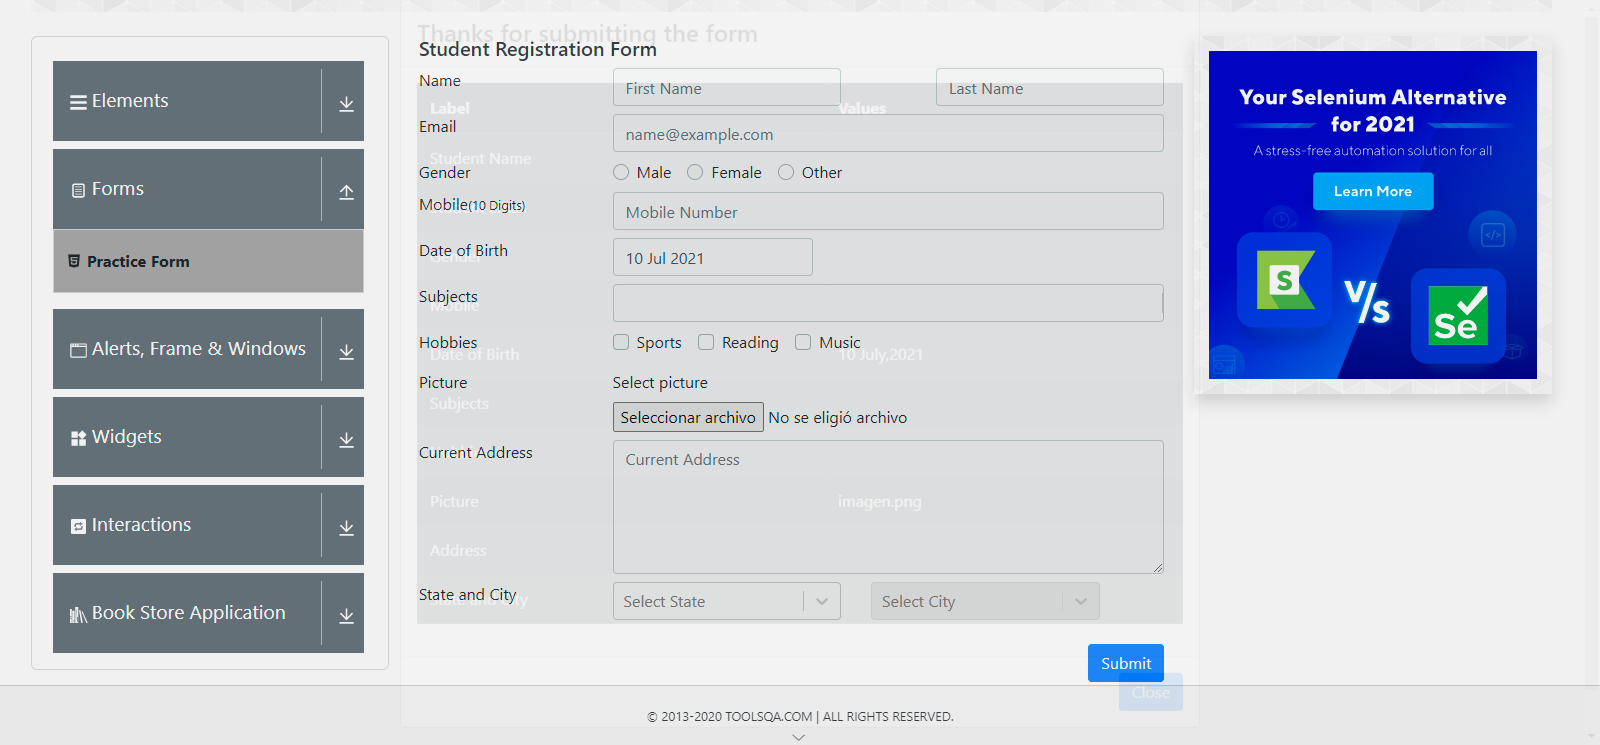 Thanks for submitting the form
Student Registration Form
Elements
Forms
Practice Form
Alerts, Frame & Windows
Widgets
Interactions
Book Store Application
Name
First Name
Last Name
Label
Values
Email
name@example.com
Student Name
Gender
Male
Female
Other
Mobile(10 Digits)
Mobile Number
Date of Birth
10 Jul 2021
Gender
Subjects
Mobile
Hobbies
Sports
Reading
Music
Date of Birth
10 July,2021
Picture
Select picture
Subjects
Seleccionar archivo
No se eligió archivo
Current Address
Current Address
Picture
imagen.png
Address
State and City
State and City
Select State
Select City
Submit
Close
Your Selenium Alternative
for 2021
A stress-free automation solution for all
Learn More
</>
S
V/s
Se
© 2013-2020 TOOLSQA.COM | ALL RIGHTS RESERVED.